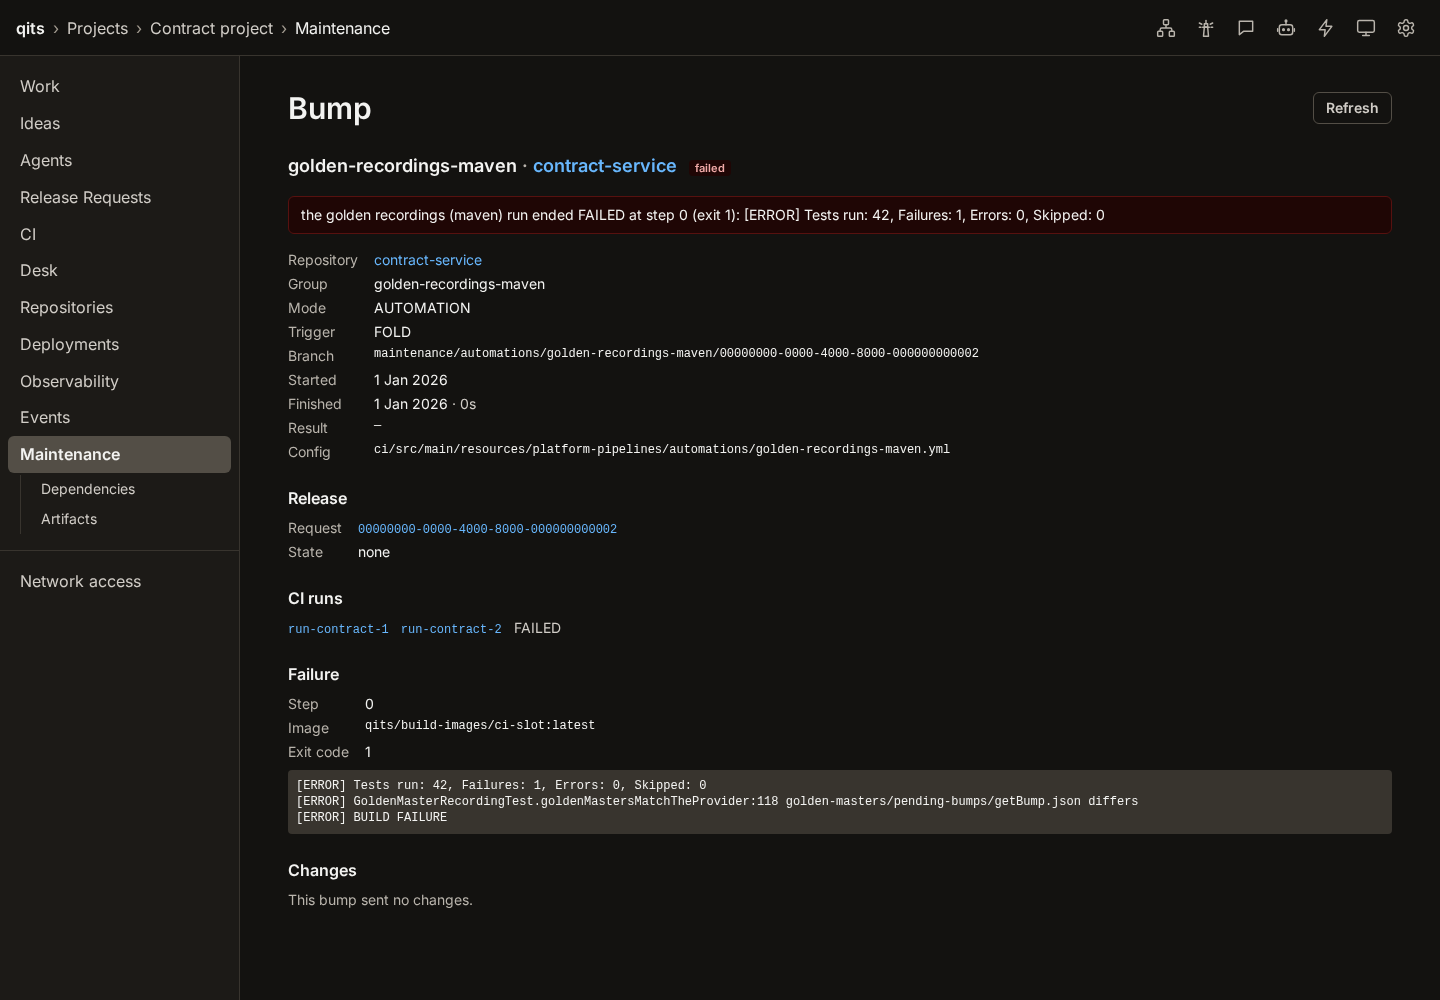 qits › Projects › Contract project › Maintenance
Work
Ideas
Agents
Release Requests
CI
Desk
Repositories
Deployments
Observability
Events
Maintenance
Dependencies
Artifacts
Network access
Bump
Refresh
golden-recordings-maven · contract-service failed
the golden recordings (maven) run ended FAILED at step 0 (exit 1): [ERROR] Tests run: 42, Failures: 1, Errors: 0, Skipped: 0
Repository contract-service
Group golden-recordings-maven
Mode AUTOMATION
Trigger FOLD
Branch maintenance/automations/golden-recordings-maven/00000000-0000-4000-8000-000000000002
Started 1 Jan 2026
Finished 1 Jan 2026 · 0s
Result –
Config ci/src/main/resources/platform-pipelines/automations/golden-recordings-maven.yml
Release
Request 00000000-0000-4000-8000-000000000002
State none
CI runs
run-contract-1 run-contract-2 FAILED
Failure
Step 0
Image qits/build-images/ci-slot:latest
Exit code 1
[ERROR] Tests run: 42, Failures: 1, Errors: 0, Skipped: 0
[ERROR] GoldenMasterRecordingTest.goldenMastersMatchTheProvider:118 golden-masters/pending-bumps/getBump.json differs
[ERROR] BUILD FAILURE
Changes
This bump sent no changes.